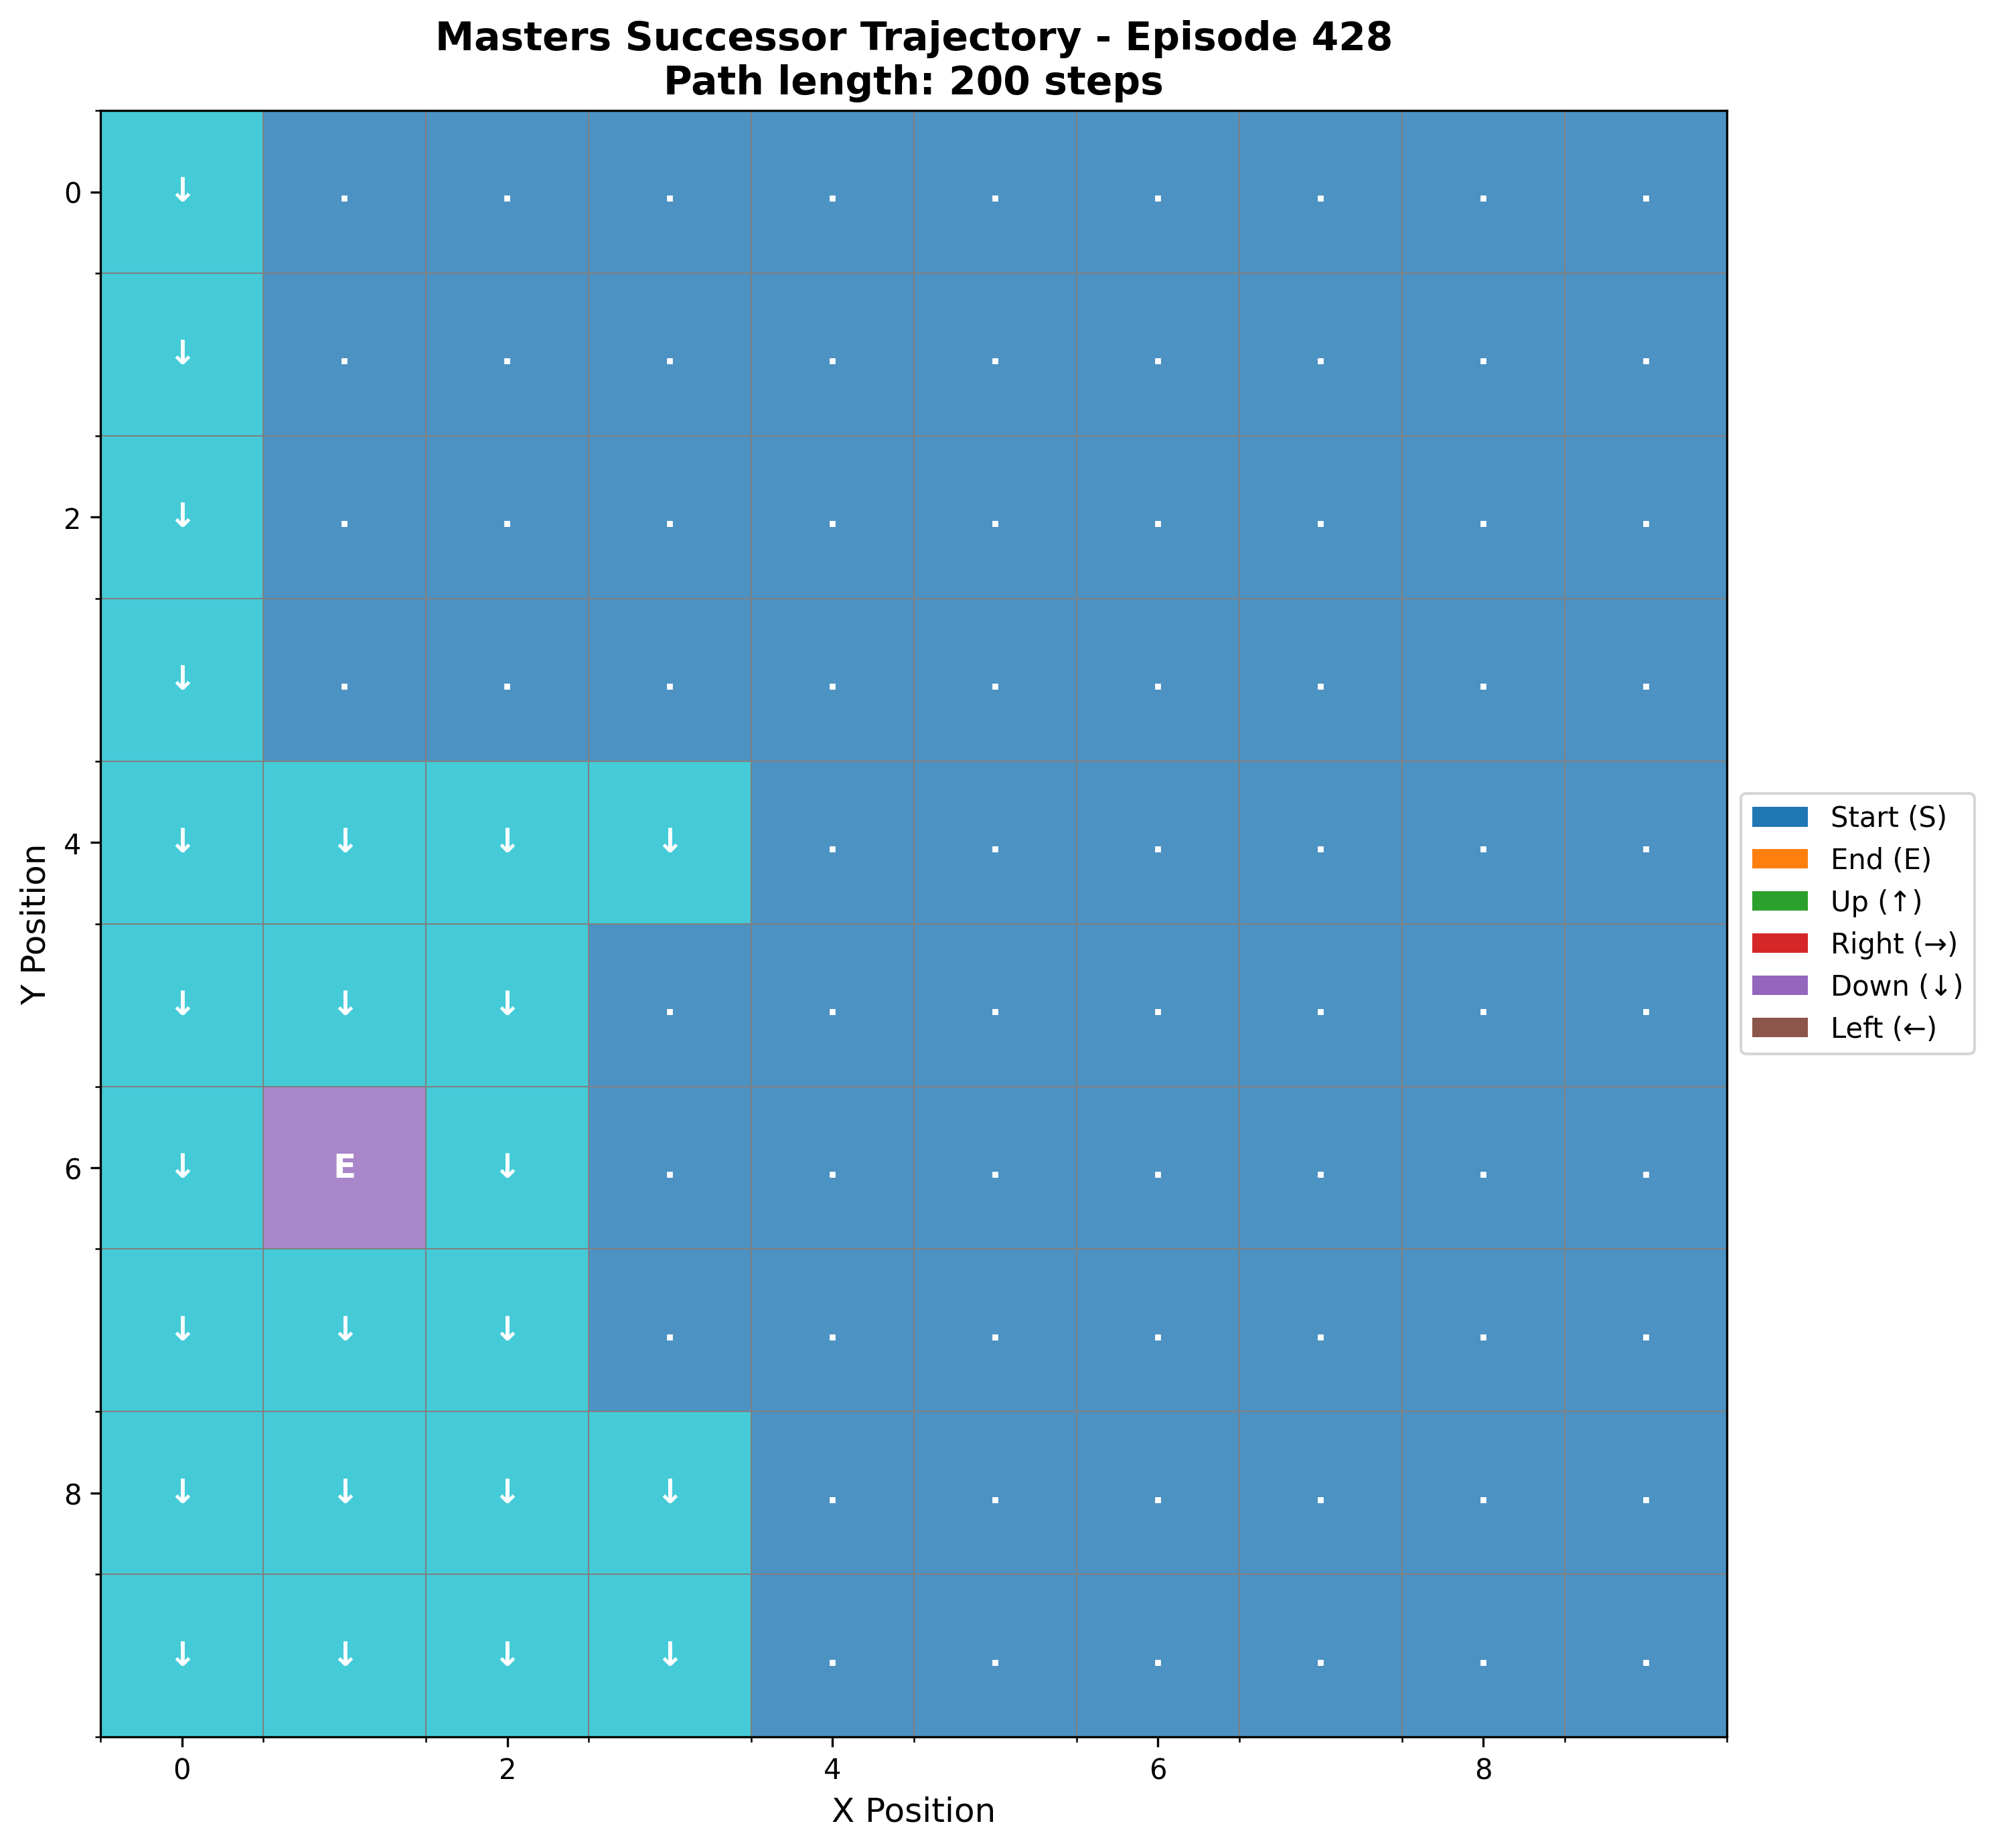 Masters Successor Trajectory - Episode 428
Path length: 200 steps
0 ↓ . . . . . . . . .
↓ . . . . . . . . .
2 ↓ . . . . . . . . .
↓ . . . . . . . . .
4 ↓ ↓ ↓ ↓ . . . . . .
↓ ↓ ↓ . . . . . . .
6 ↓ E ↓ . . . . . . .
↓ ↓ ↓ . . . . . . .
8 ↓ ↓ ↓ ↓ . . . . . .
↓ ↓ ↓ ↓ . . . . . .
0 2 4 6 8
X Position
Y Position
Start (S)
End (E)
Up (↑)
Right (→)
Down (↓)
Left (←)